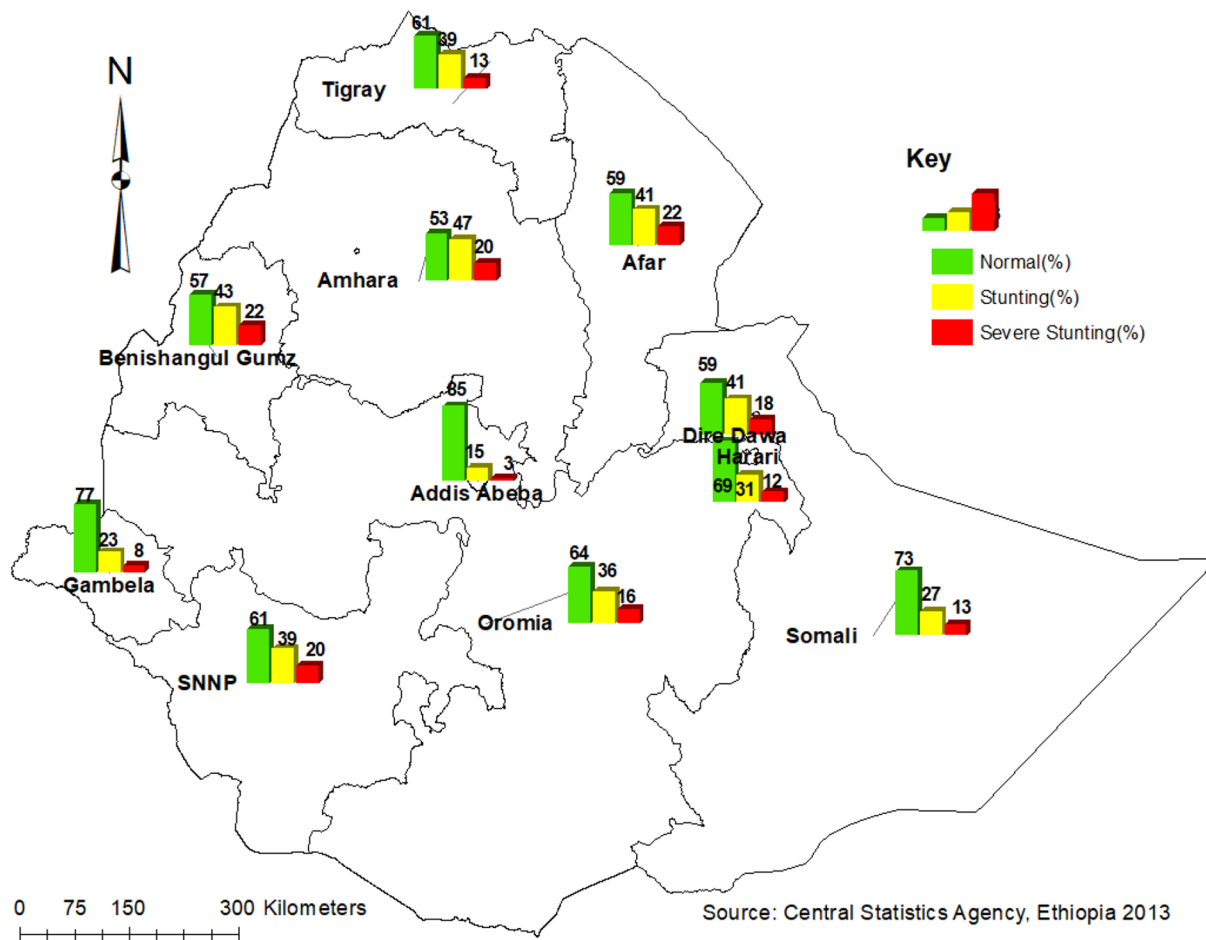 61
39
13
Tigray
N
Key
Normal(%)
Stunting(%)
Severe Stunting(%)
59
41
22
Afar
53
47
20
Amhara
57
43
22
Benishangul Gumz
59
41
18
Dire Dawa
Harari
69
31
12
85
15
3
Addis Abeba
77
23
8
Gambela
64
36
16
Oromia
73
27
13
Somali
61
39
20
SNNP
0 75 150 300 Kilometers
Source: Central Statistics Agency, Ethiopia 2013